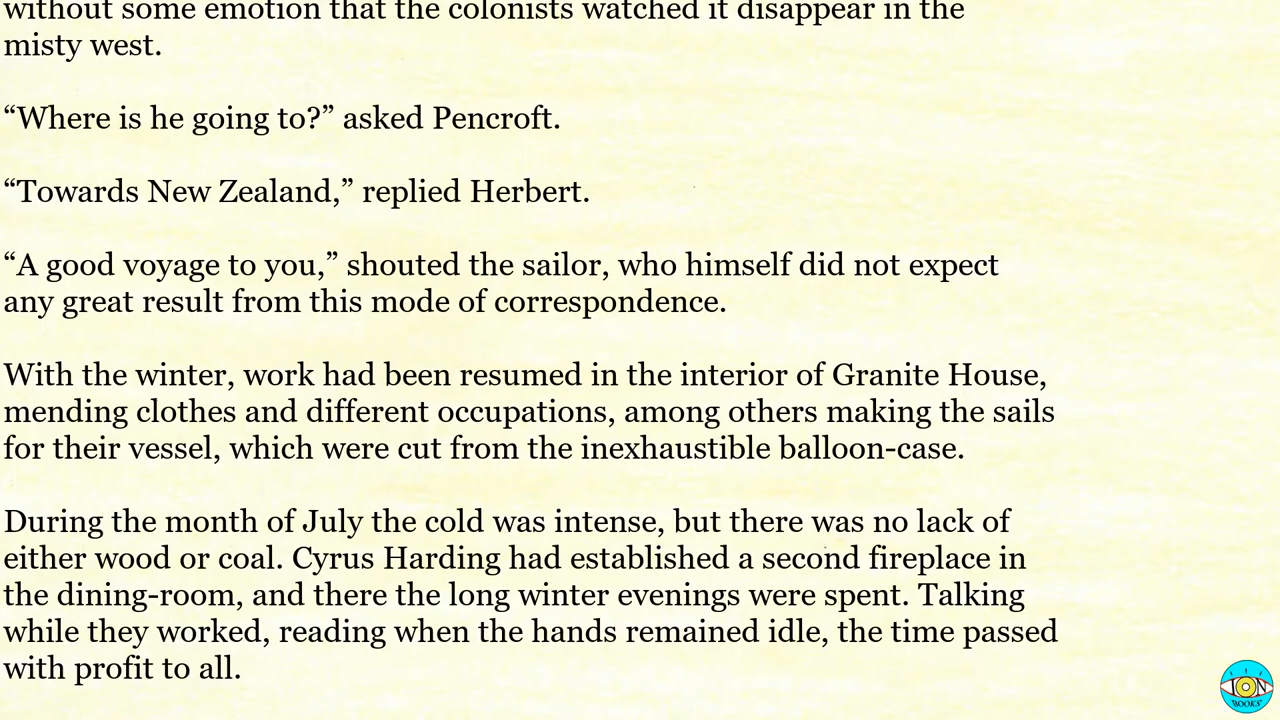 without some emotion that the colonists watched it disappear in the
misty west.
“Where is he going to?” asked Pencroft.
“Towards New Zealand,” replied Herbert.
“A good voyage to you,” shouted the sailor, who himself did not expect
any great result from this mode of correspondence.
With the winter, work had been resumed in the interior of Granite House,
mending clothes and different occupations, among others making the sails
for their vessel, which were cut from the inexhaustible balloon-case.
During the month of July the cold was intense, but there was no lack of
either wood or coal. Cyrus Harding had established a second fireplace in
the dining-room, and there the long winter evenings were spent. Talking
while they worked, reading when the hands remained idle, the time passed
with profit to all.
ION
BOOKS